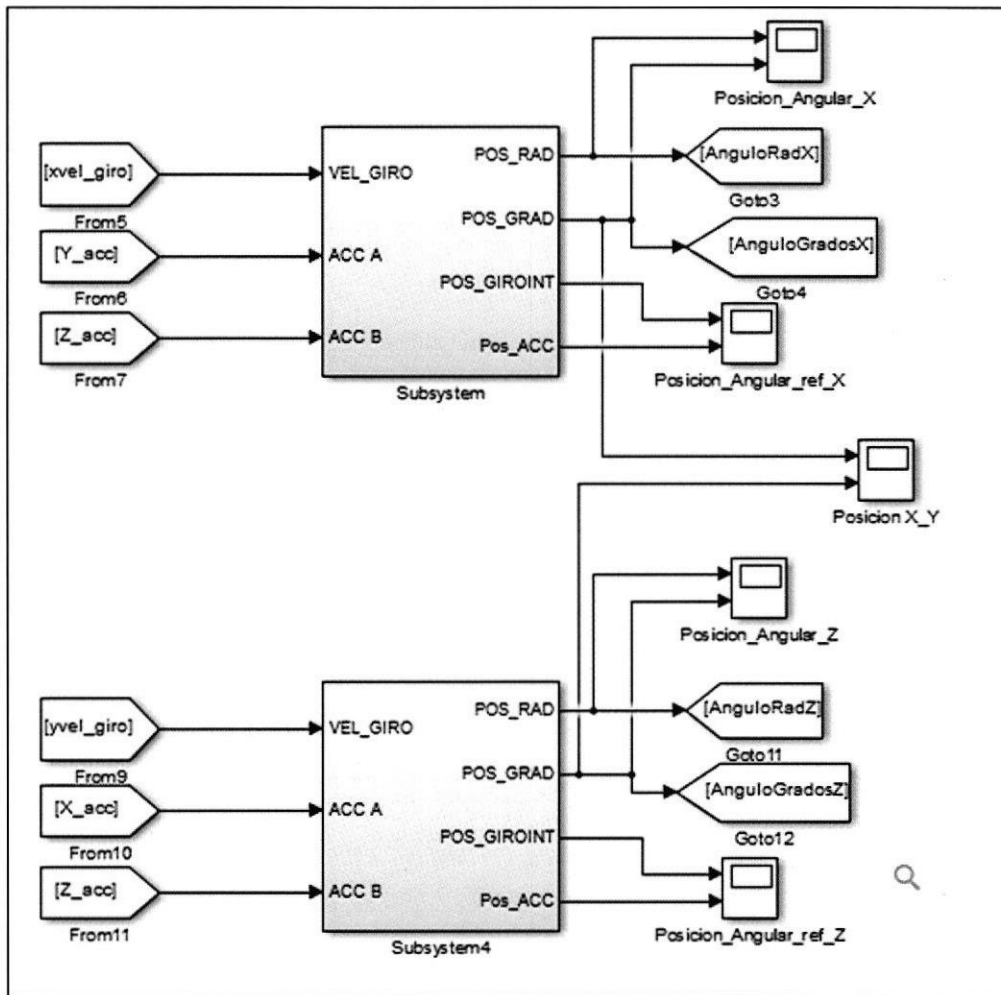 Posicion_Angular_X
[xvel_giro]
From5
[Y_acc]
From6
[Z_acc]
From7
VEL_GIRO
ACC A
ACC B
POS_RAD
POS_GRAD
POS_GIROINT
Pos_ACC
Subsystem
[AnguloRadX]
Goto3
[AnguloGradosX]
Goto4
Posicion_Angular_ref_X
Posicion X_Y
Posicion_Angular_Z
[yvel_giro]
From9
[X_acc]
From10
[Z_acc]
From11
VEL_GIRO
ACC A
ACC B
POS_RAD
POS_GRAD
POS_GIROINT
Pos_ACC
Subsystem4
[AnguloRadZ]
Goto11
[AnguloGradosZ]
Goto12
Posicion_Angular_ref_Z